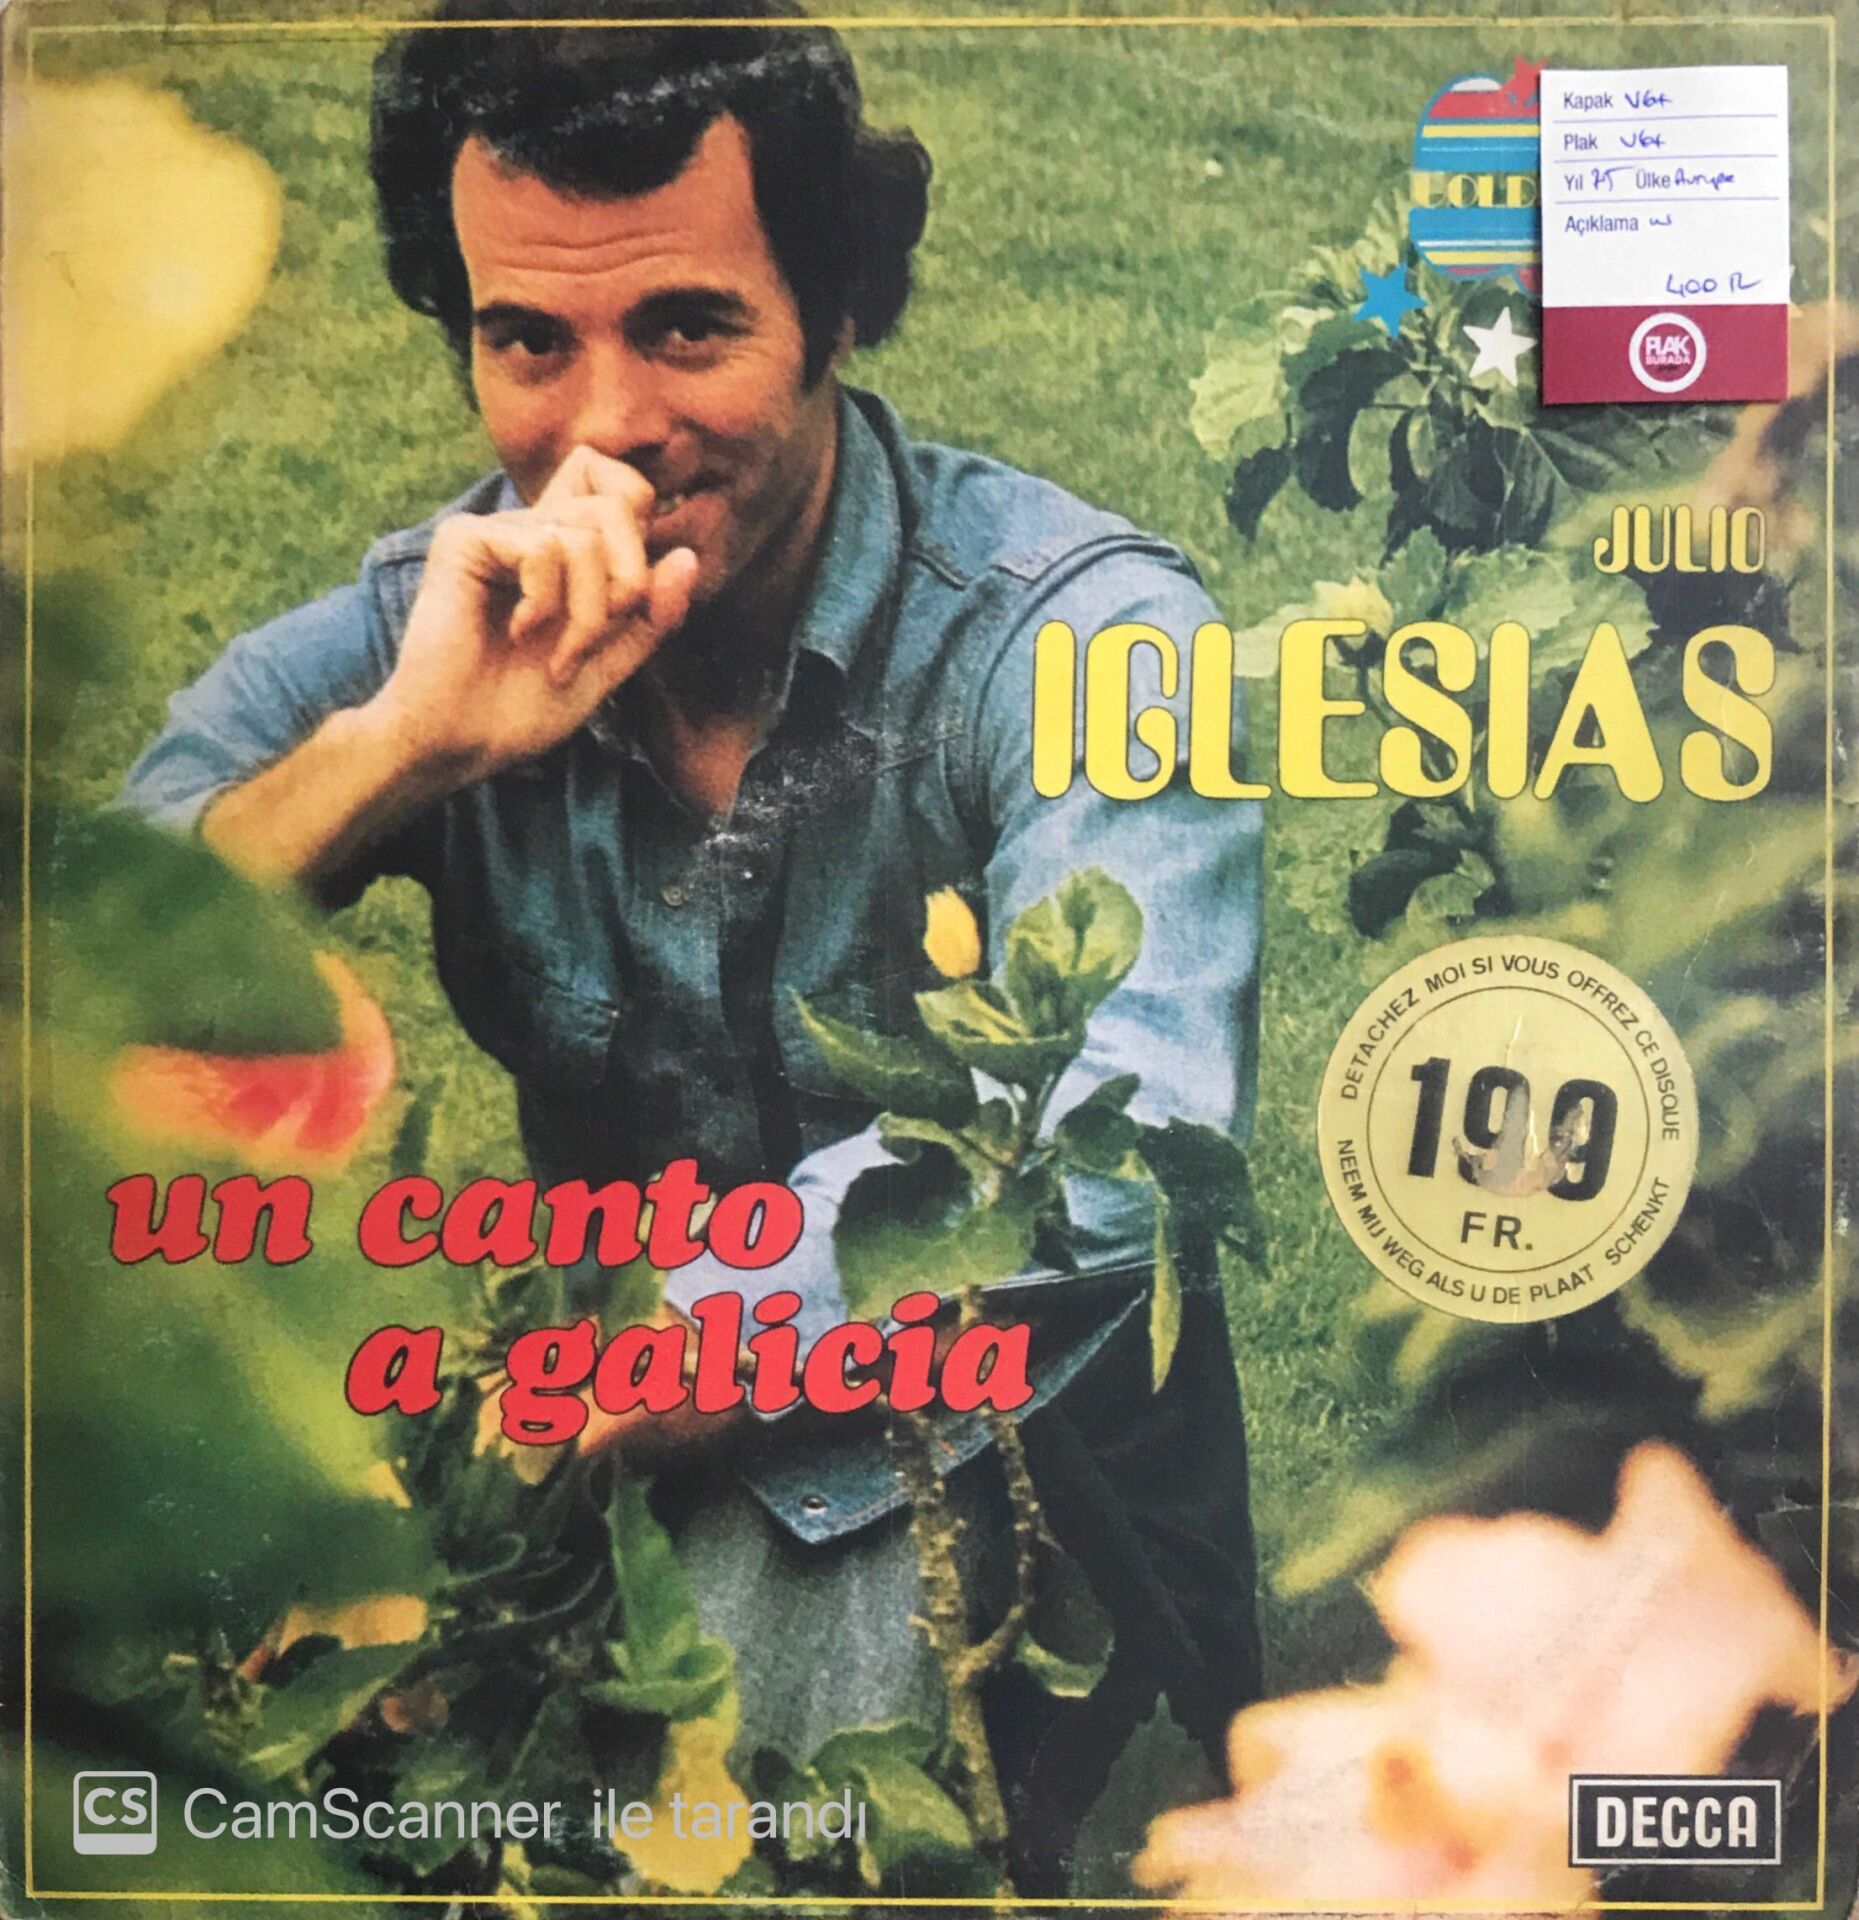 GOLD
Kapak VG+
Plak VG+
Yıl 75 Ülke Avrupa
Açıklama
400 TL
PLAK
BURADA
JULIO
IGLESIAS
DETACHEZ MOI SI VOUS OFFREZ CE DISQUE
199
FR.
NEEM MIJ WEG ALS U DE PLAAT SCHENKT
un canto
a galicia
CS CamScanner ile tarandı
DECCA